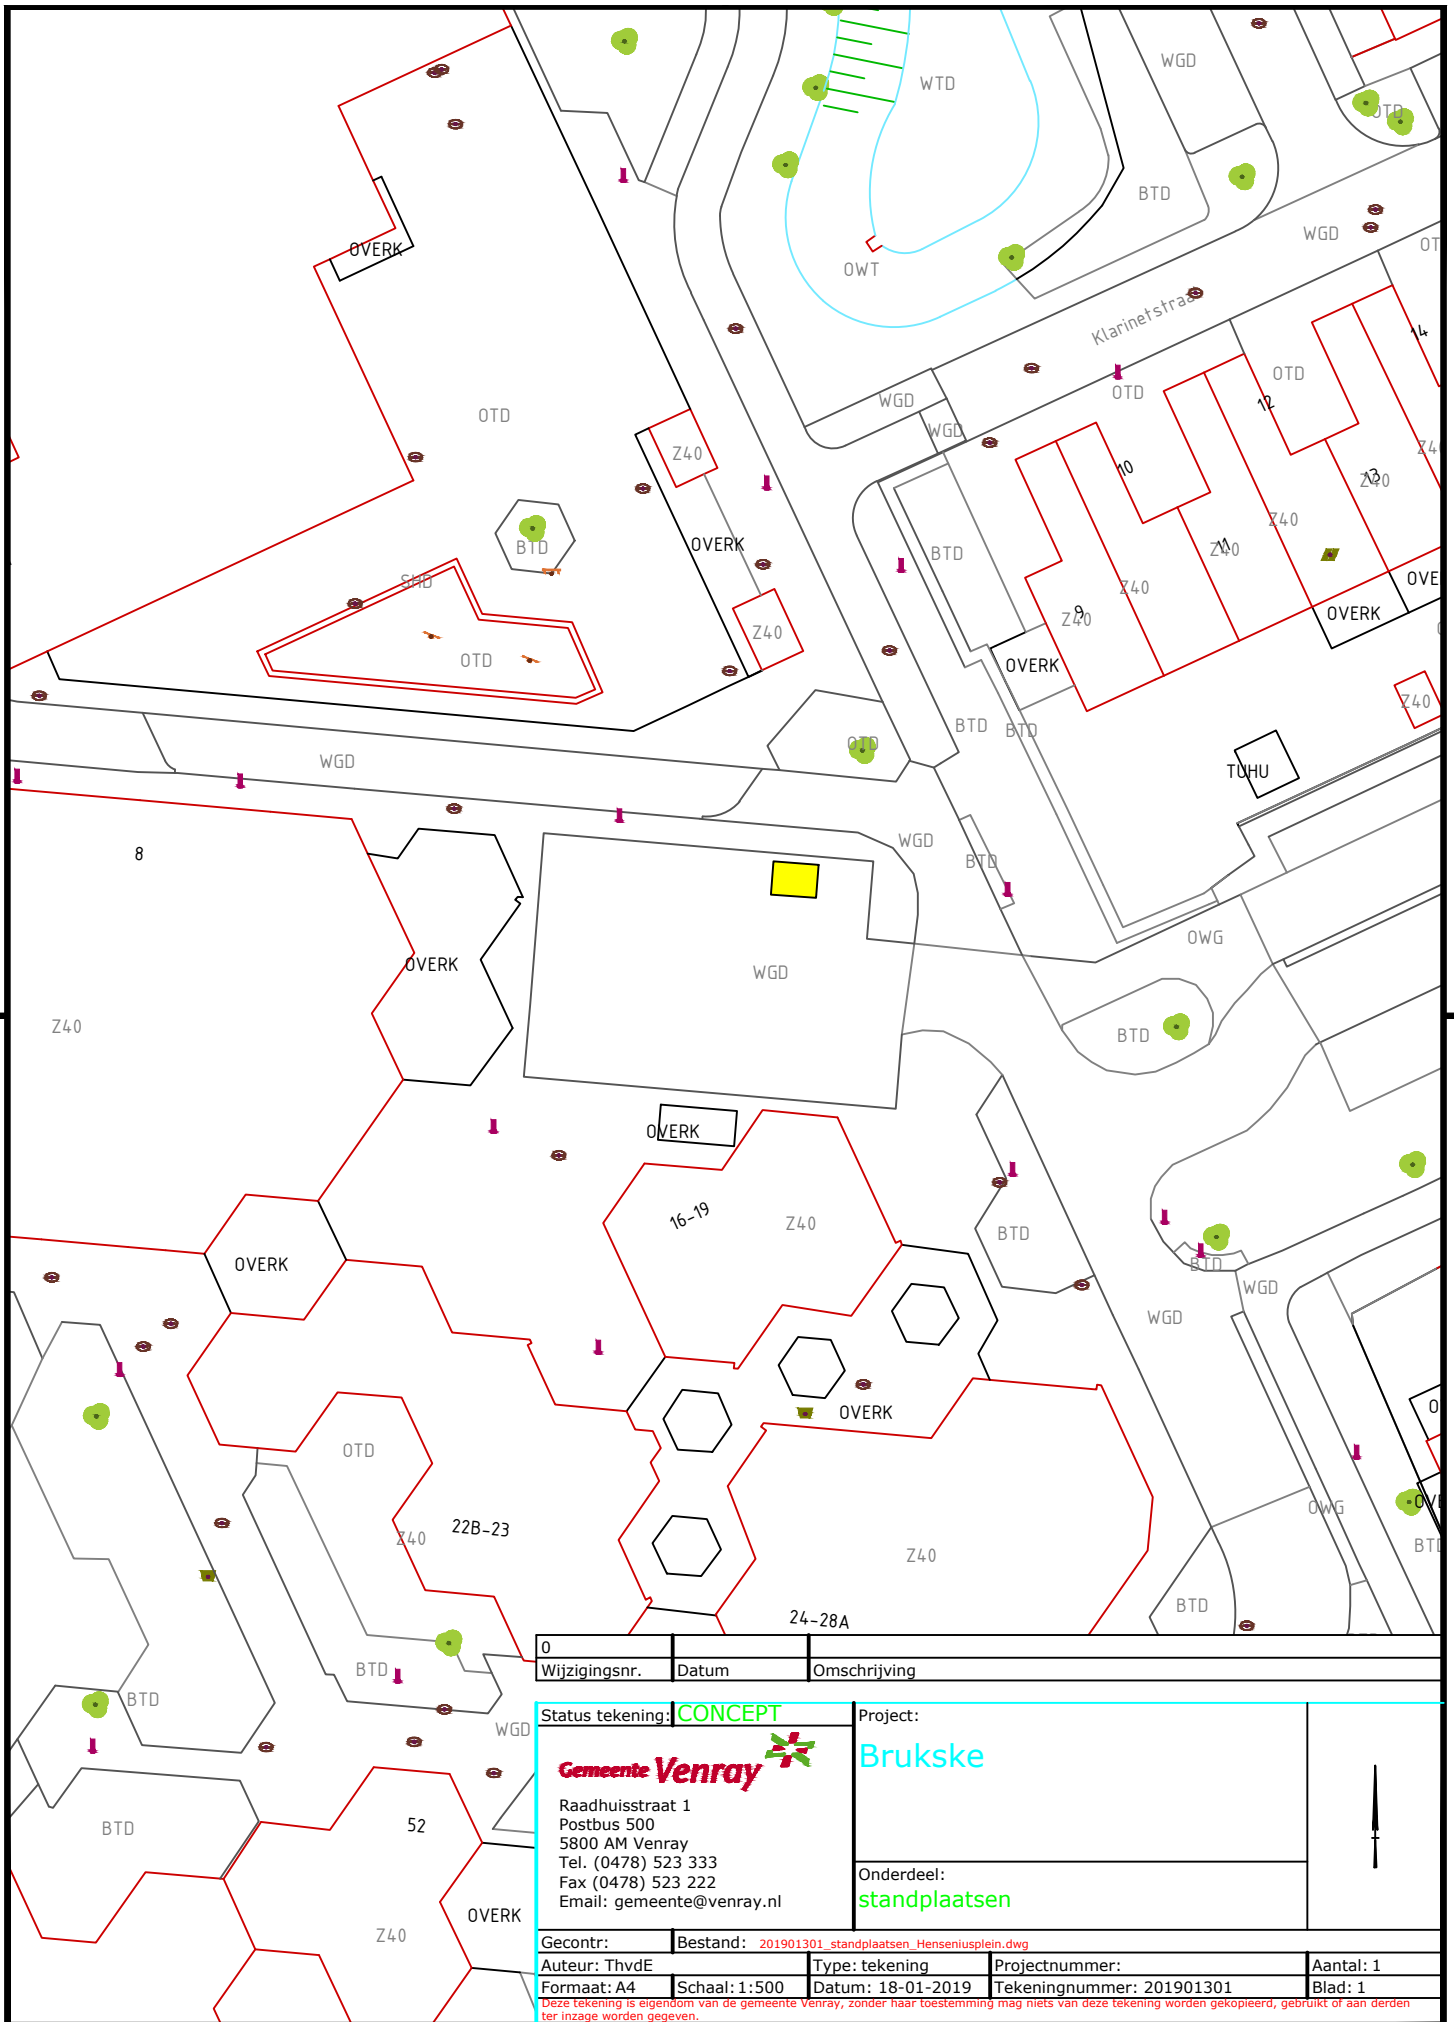 WGD
WTD
OTD
BTD
OVERK
WGD
OWT
Klarinetstraa
14
OTD
OTD
12
WGD
OTD
WGD
Z40
10
13
Z40
Z40
OVERK
BTD
BTD
11
Z40
SHD
Z40
9
Z40
OVERK
Z40
OTD
OVERK
Z40
BTD
BTD
OTD
WGD
TUHU
8
WGD
BTD
OWG
OVERK
WGD
Z40
BTD
OVERK
16-19
Z40
BTD
OVERK
BTD
WGD
WGD
OVERK
OTD
OWG
22B-23
Z40
Z40
BTD
BTD
24-28A
0
Wijzigingsnr. Datum Omschrijving
BTD
BTD
WGD
Status tekening: CONCEPT
Project:
Brukske
Gemeente Venray
Raadhuisstraat 1
Postbus 500
5800 AM Venray
Tel. (0478) 523 333
Fax (0478) 523 222
Email: gemeente@venray.nl
BTD
52
Onderdeel:
standplaatsen
OVERK
Z40
Gecontr: Bestand: 201901301_standplaatsen_Henseniusplein.dwg
Auteur: ThvdE Type: tekening Projectnummer: Aantal: 1
Formaat: A4 Schaal: 1:500 Datum: 18-01-2019 Tekeningnummer: 201901301 Blad: 1
Deze tekening is eigendom van de gemeente Venray, zonder haar toestemming mag niets van deze tekening worden gekopieerd, gebruikt of aan derden
ter inzage worden gegeven.